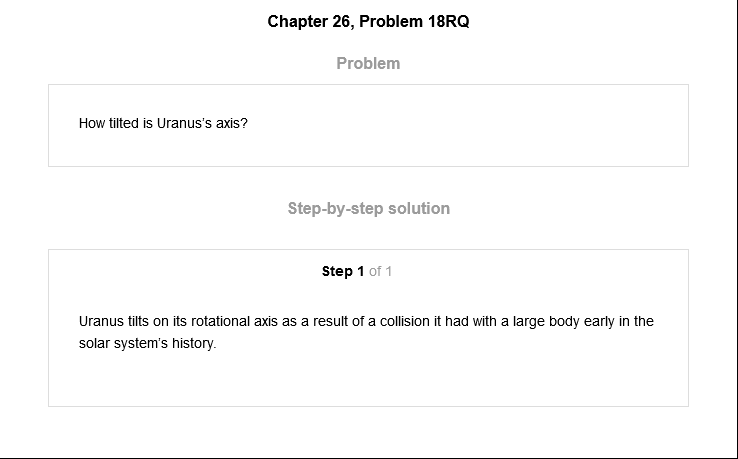 Chapter 26, Problem 18RQ
Problem
How tilted is Uranus's axis?
Step-by-step solution
Step 1 of 1
Uranus tilts on its rotational axis as a result of a collision it had with a large body early in the
solar system's history.